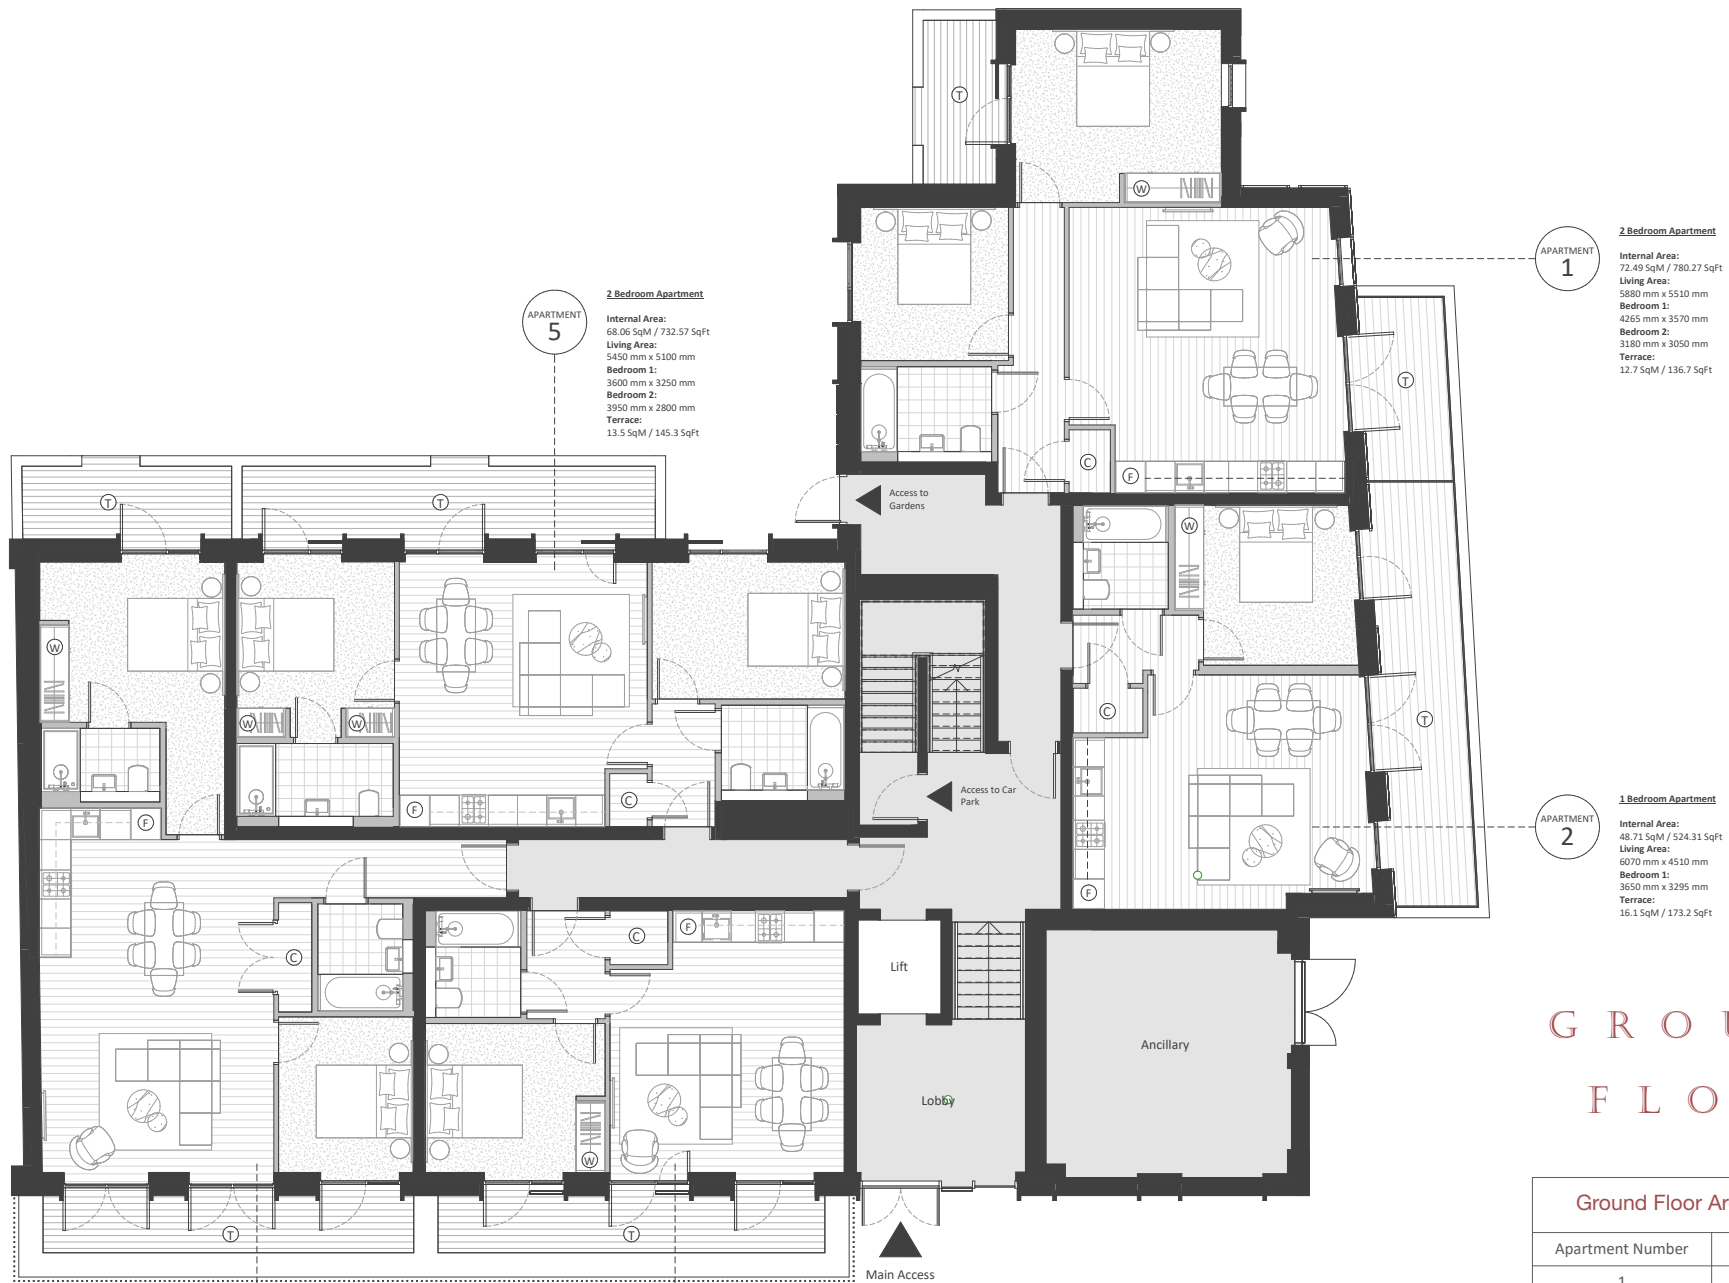 APARTMENT
1
2 Bedroom Apartment
Internal Area:
72.49 SqM / 780.27 SqFt
Living Area:
5880 mm x 5510 mm
Bedroom 1:
4265 mm x 3570 mm
Bedroom 2:
3180 mm x 3050 mm
Terrace:
12.7 SqM / 136.7 SqFt
APARTMENT
5
2 Bedroom Apartment
Internal Area:
68.06 SqM / 732.57 SqFt
Living Area:
5450 mm x 5100 mm
Bedroom 1:
3600 mm x 3250 mm
Bedroom 2:
3950 mm x 2800 mm
Terrace:
13.5 SqM / 145.3 SqFt
T
W
T
C
F
Access to
Gardens
T
T
W
W
W
W
C
T
F
F
C
Access to Car
Park
F
APARTMENT
2
1 Bedroom Apartment
Internal Area:
48.71 SqM / 524.31 SqFt
Living Area:
6070 mm x 4510 mm
Bedroom 1:
3650 mm x 3295 mm
Terrace:
16.1 SqM / 173.2 SqFt
C
C
F
Lift
Ancillary
Lobby
W
T
T
Main Access
GROU
FLO
Ground Floor Ar
Apartment Number
1